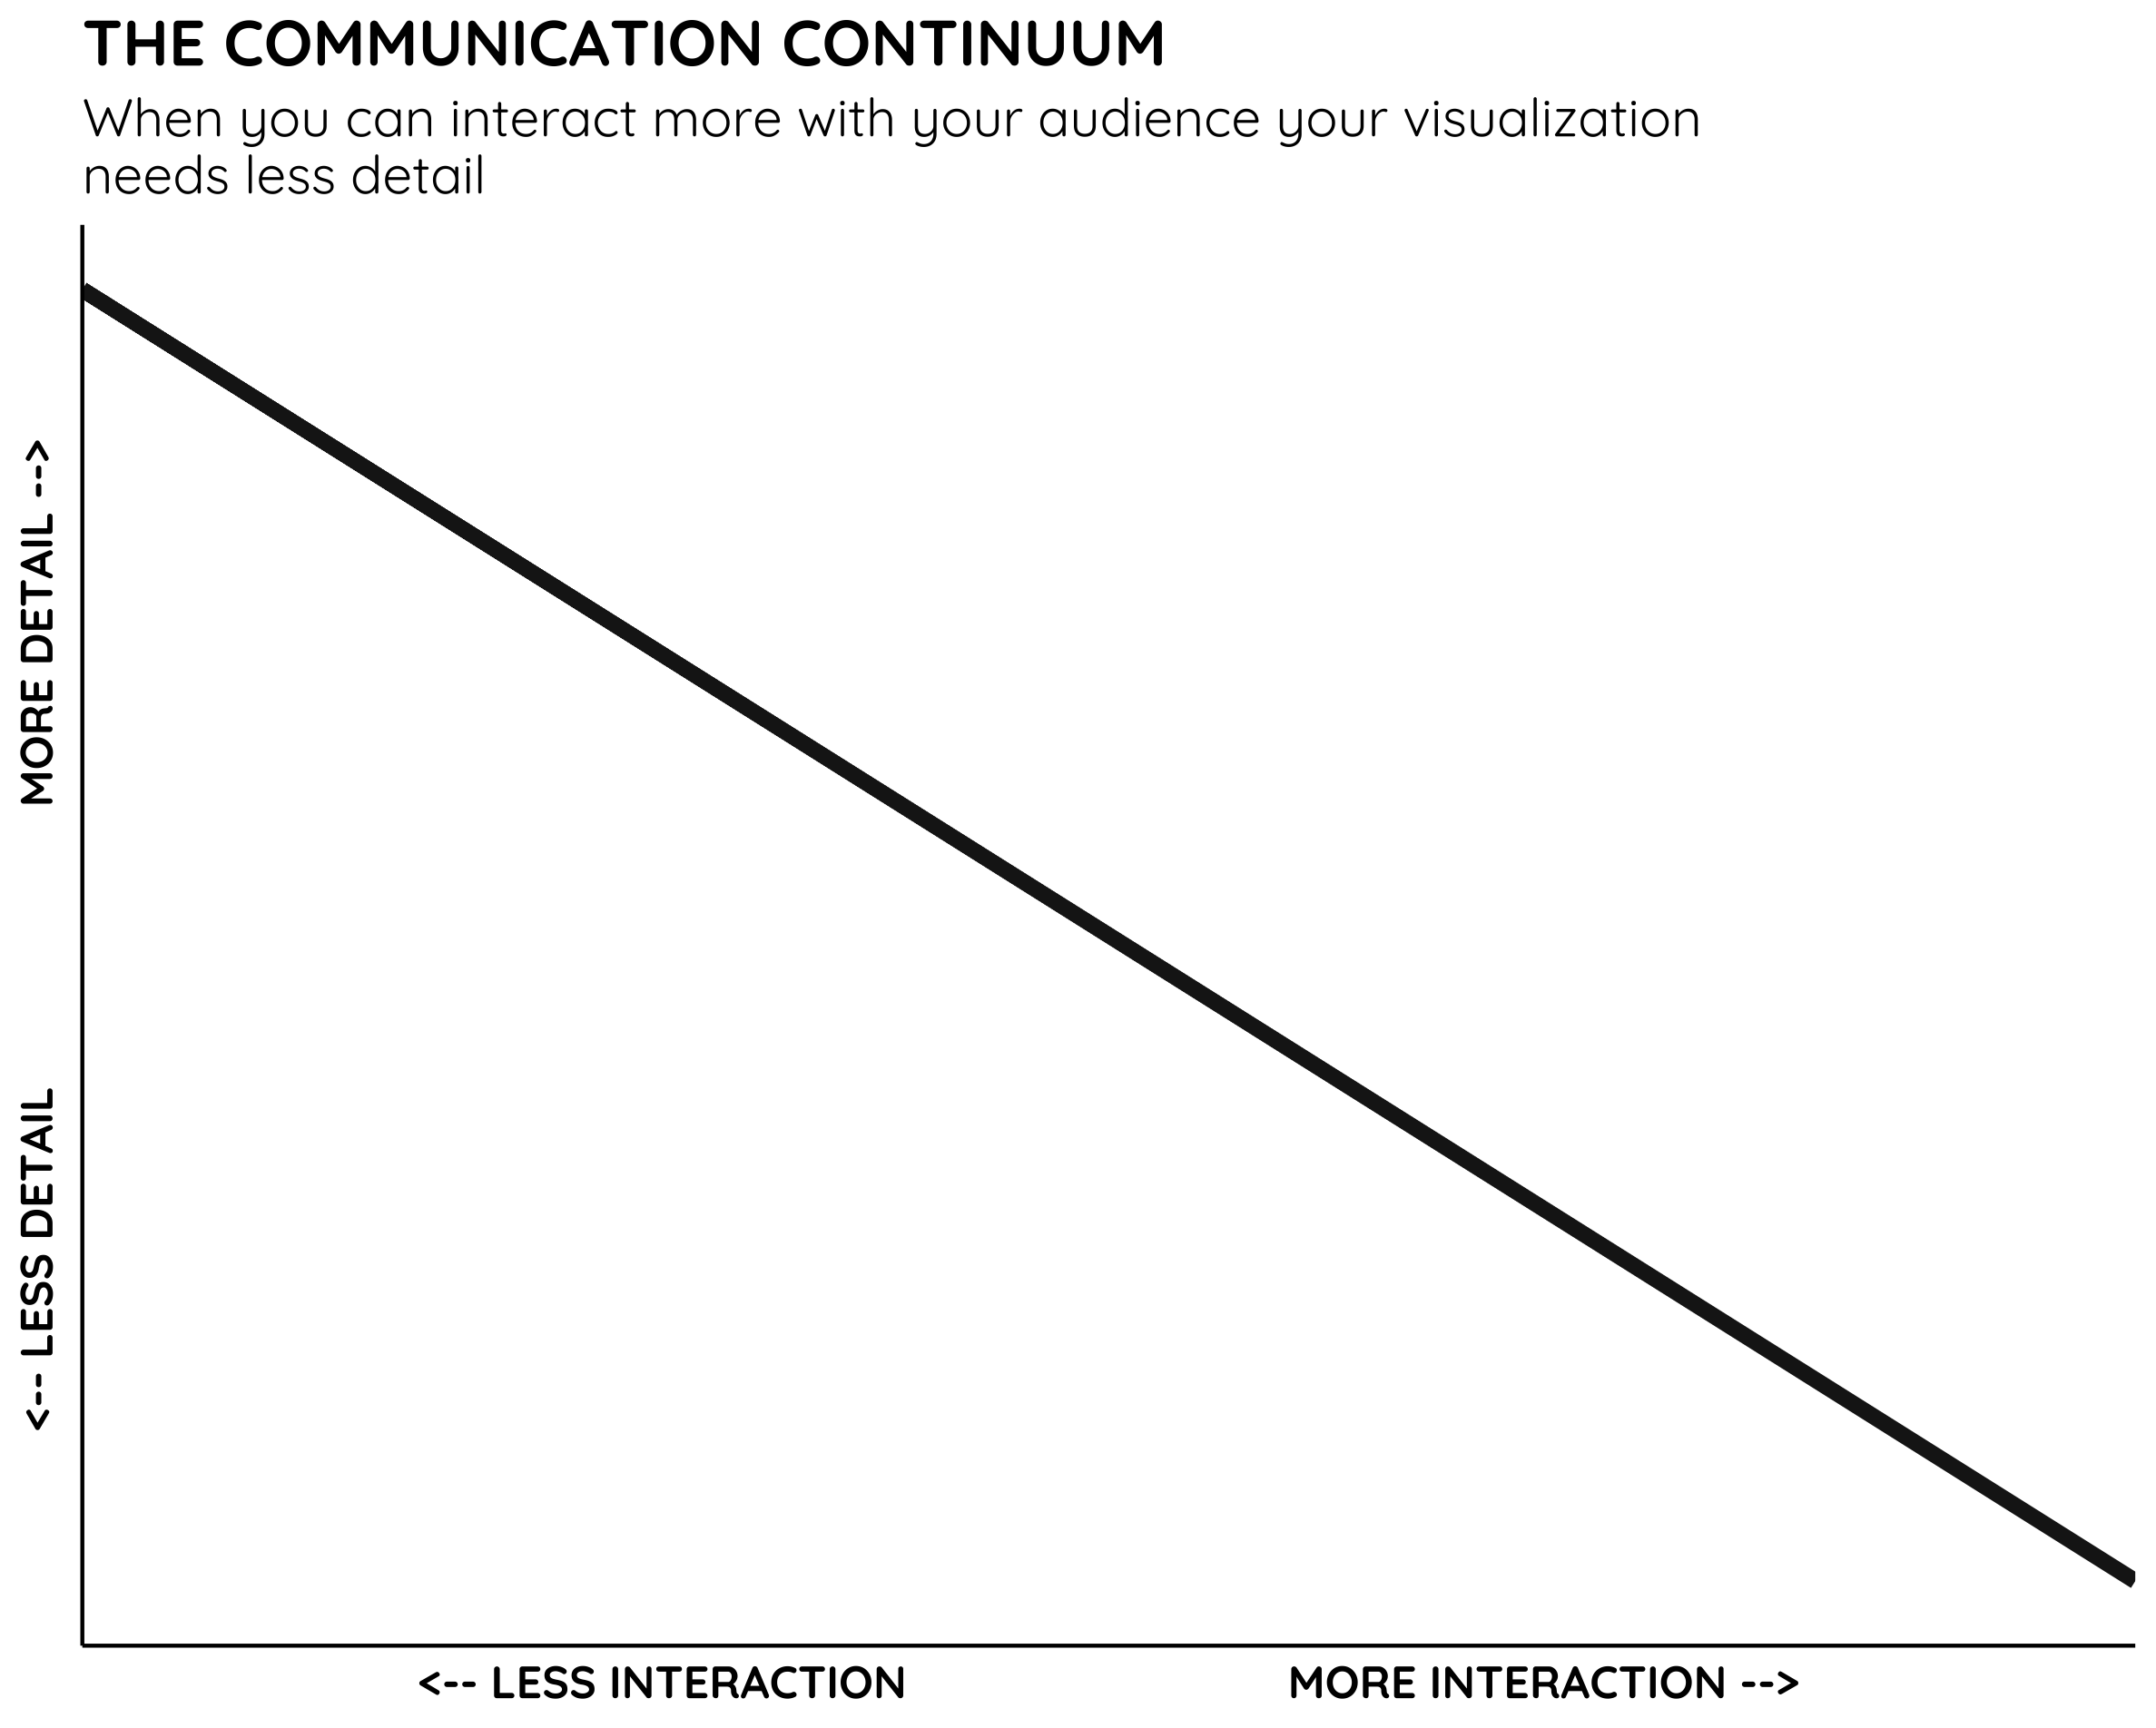 THE COMMUNICATION CONTINUUM
When you can interact more with your audience your visualization
needs less detail
MORE DETAIL -->
<-- LESS DETAIL
<-- LESS INTERACTION
MORE INTERACTION -->